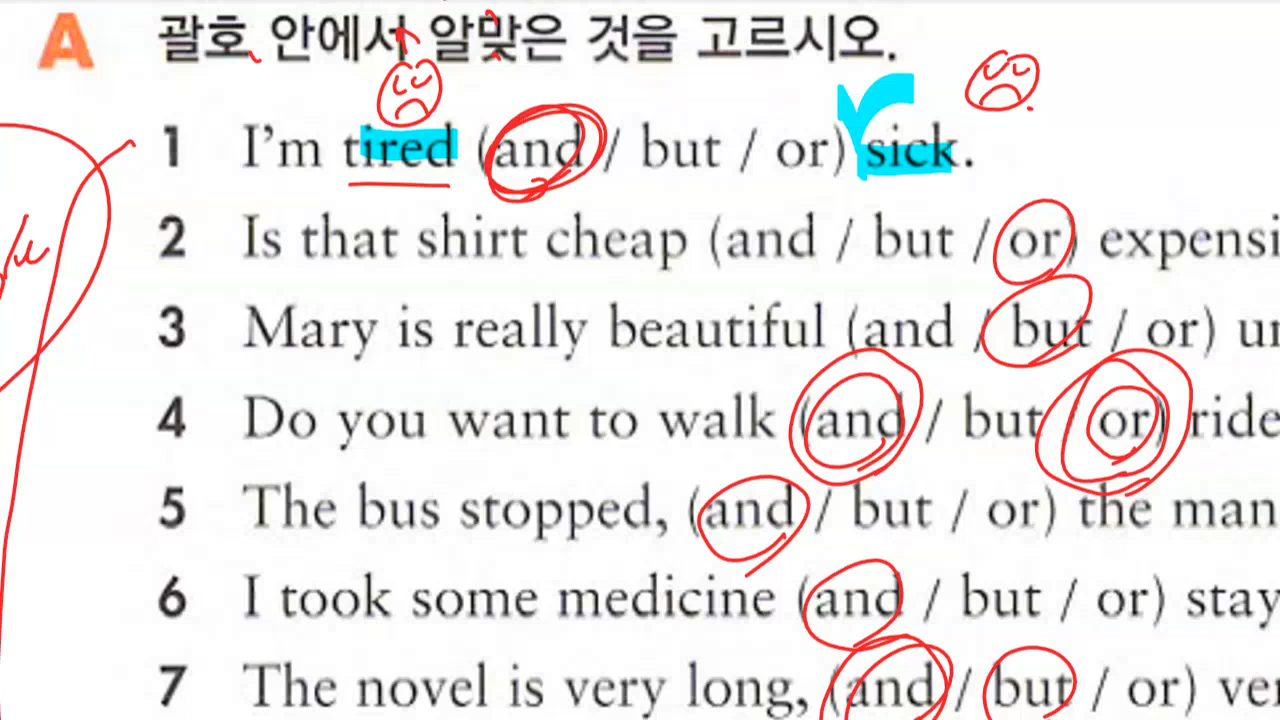 A 괄호 안에서 알맞은 것을 고르시오.
1 I'm tired (and / but / or) sick.
2 Is that shirt cheap (and / but / or) expensi
3 Mary is really beautiful (and / but / or) un
4 Do you want to walk (and / but / or) ride
5 The bus stopped, (and / but / or) the man
6 I took some medicine (and / but / or) stay
7 The novel is very long, (and / but / or) ver